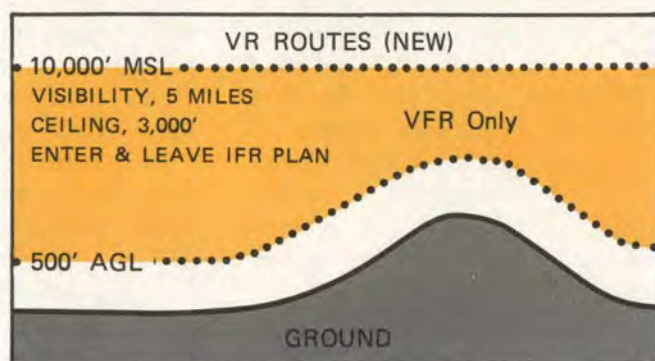 VR ROUTES (NEW)
10,000' MSL
VISIBILITY, 5 MILES
CEILING, 3,000'
ENTER & LEAVE IFR PLAN
VFR Only
500' AGL
GROUND